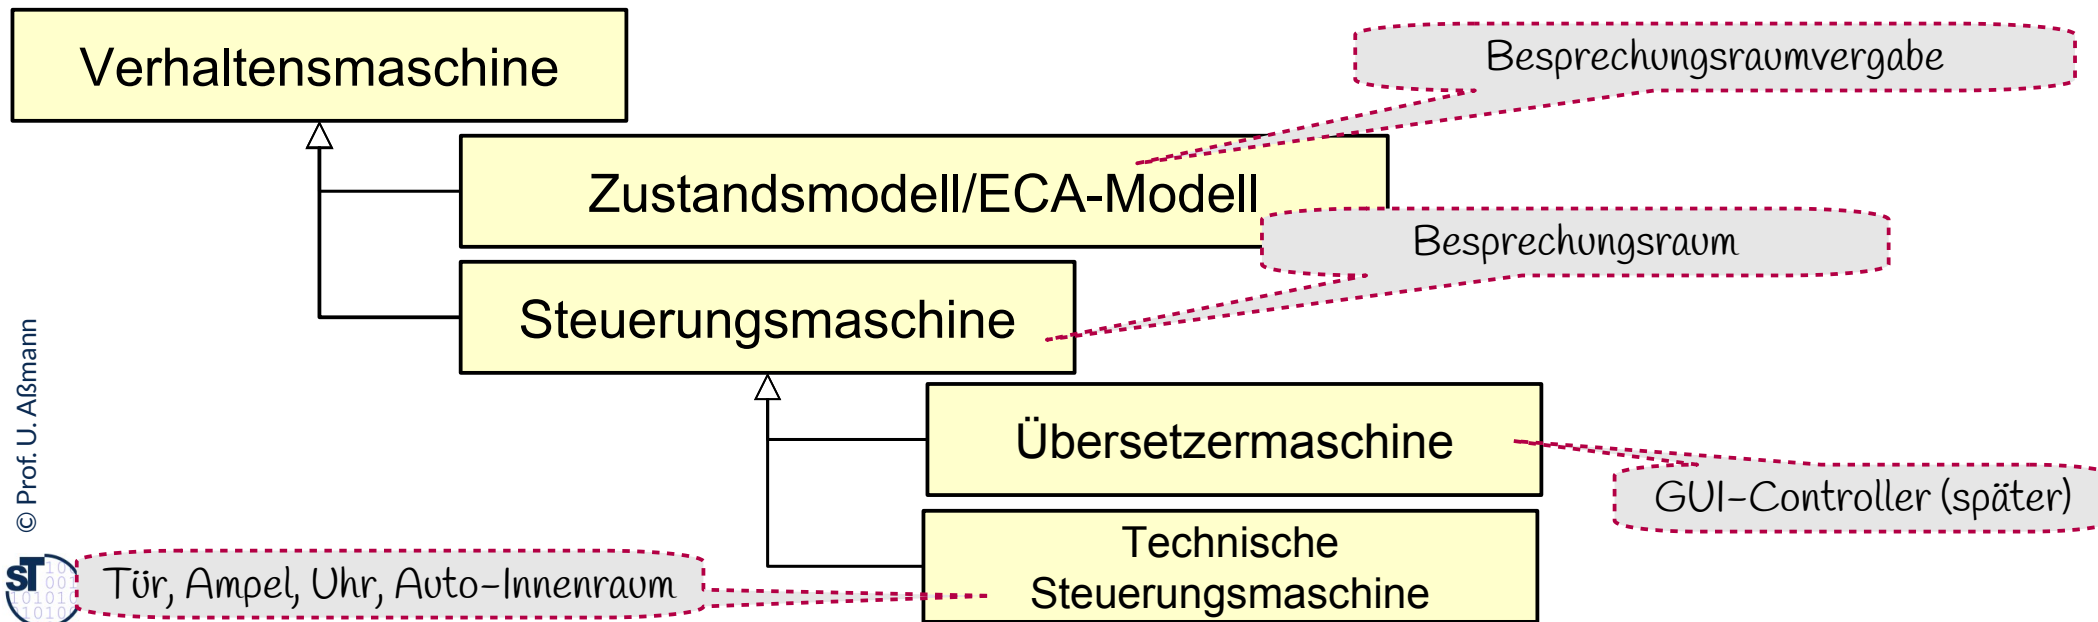 Verhaltensmaschine
Besprechungsraumvergabe
Zustandsmodell/ECA-Modell
Besprechungsraum
Steuerungsmaschine
Übersetzermaschine
GUI-Controller (später)
Technische
Steuerungsmaschine
Tür, Ampel, Uhr, Auto-Innenraum
© Prof. U. Aßmann
ST